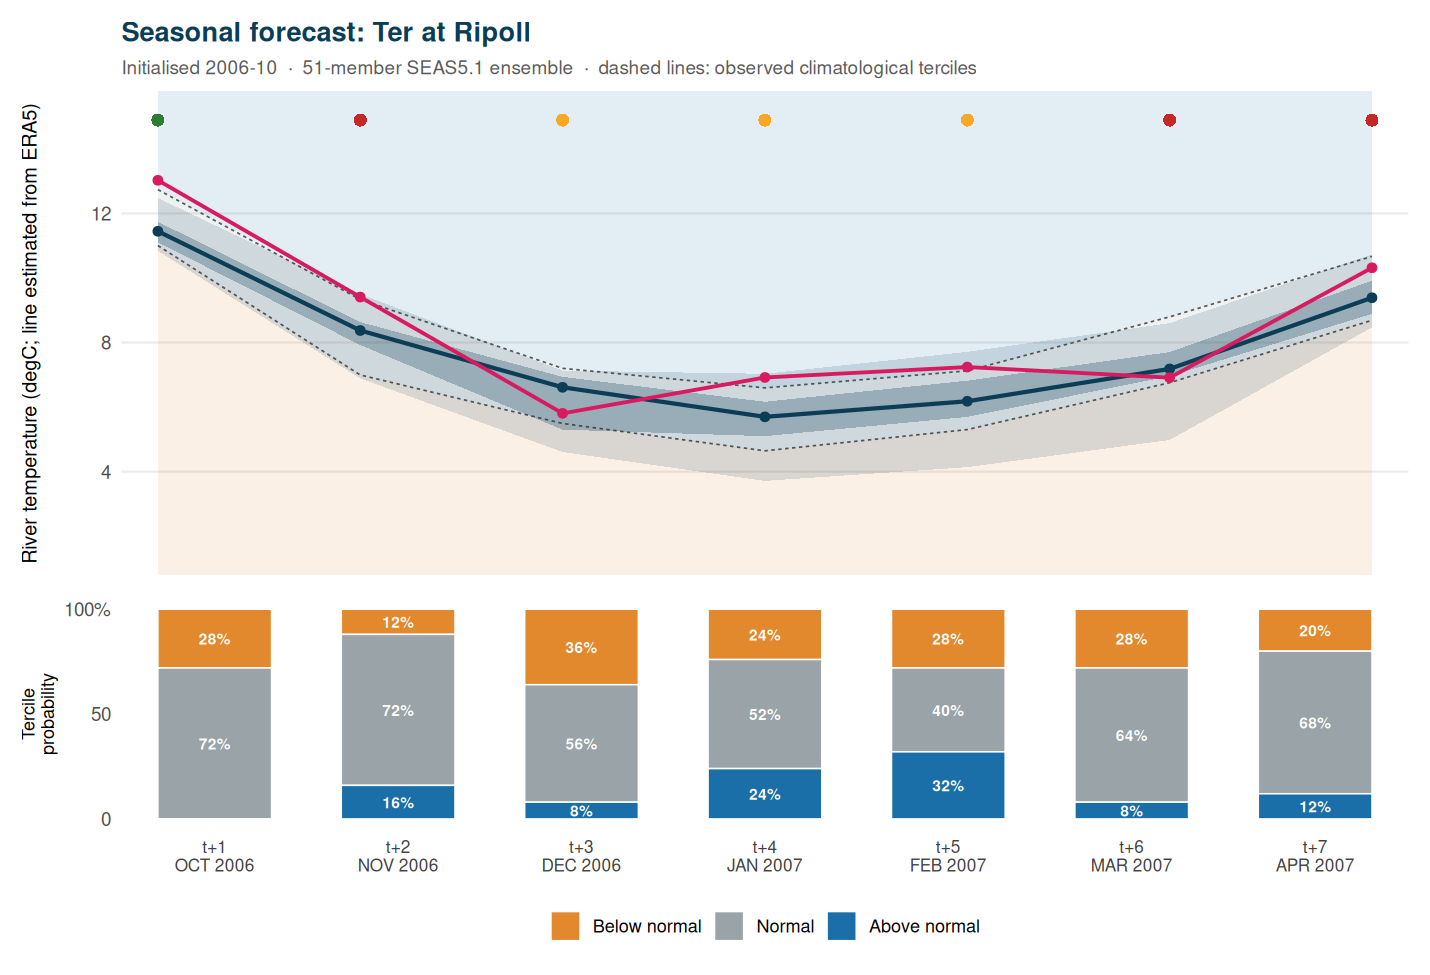 Seasonal forecast: Ter at Ripoll
Initialised 2006-10 · 51-member SEAS5.1 ensemble · dashed lines: observed climatological terciles
River temperature (degC; line estimated from ERA5)
12
8
4
Tercile
probability
100%
50
0
28%
12%
36%
24%
28%
28%
20%
72%
72%
56%
52%
40%
64%
68%
16%
8%
24%
32%
8%
12%
t+1
OCT 2006
t+2
NOV 2006
t+3
DEC 2006
t+4
JAN 2007
t+5
FEB 2007
t+6
MAR 2007
t+7
APR 2007
Below normal
Normal
Above normal